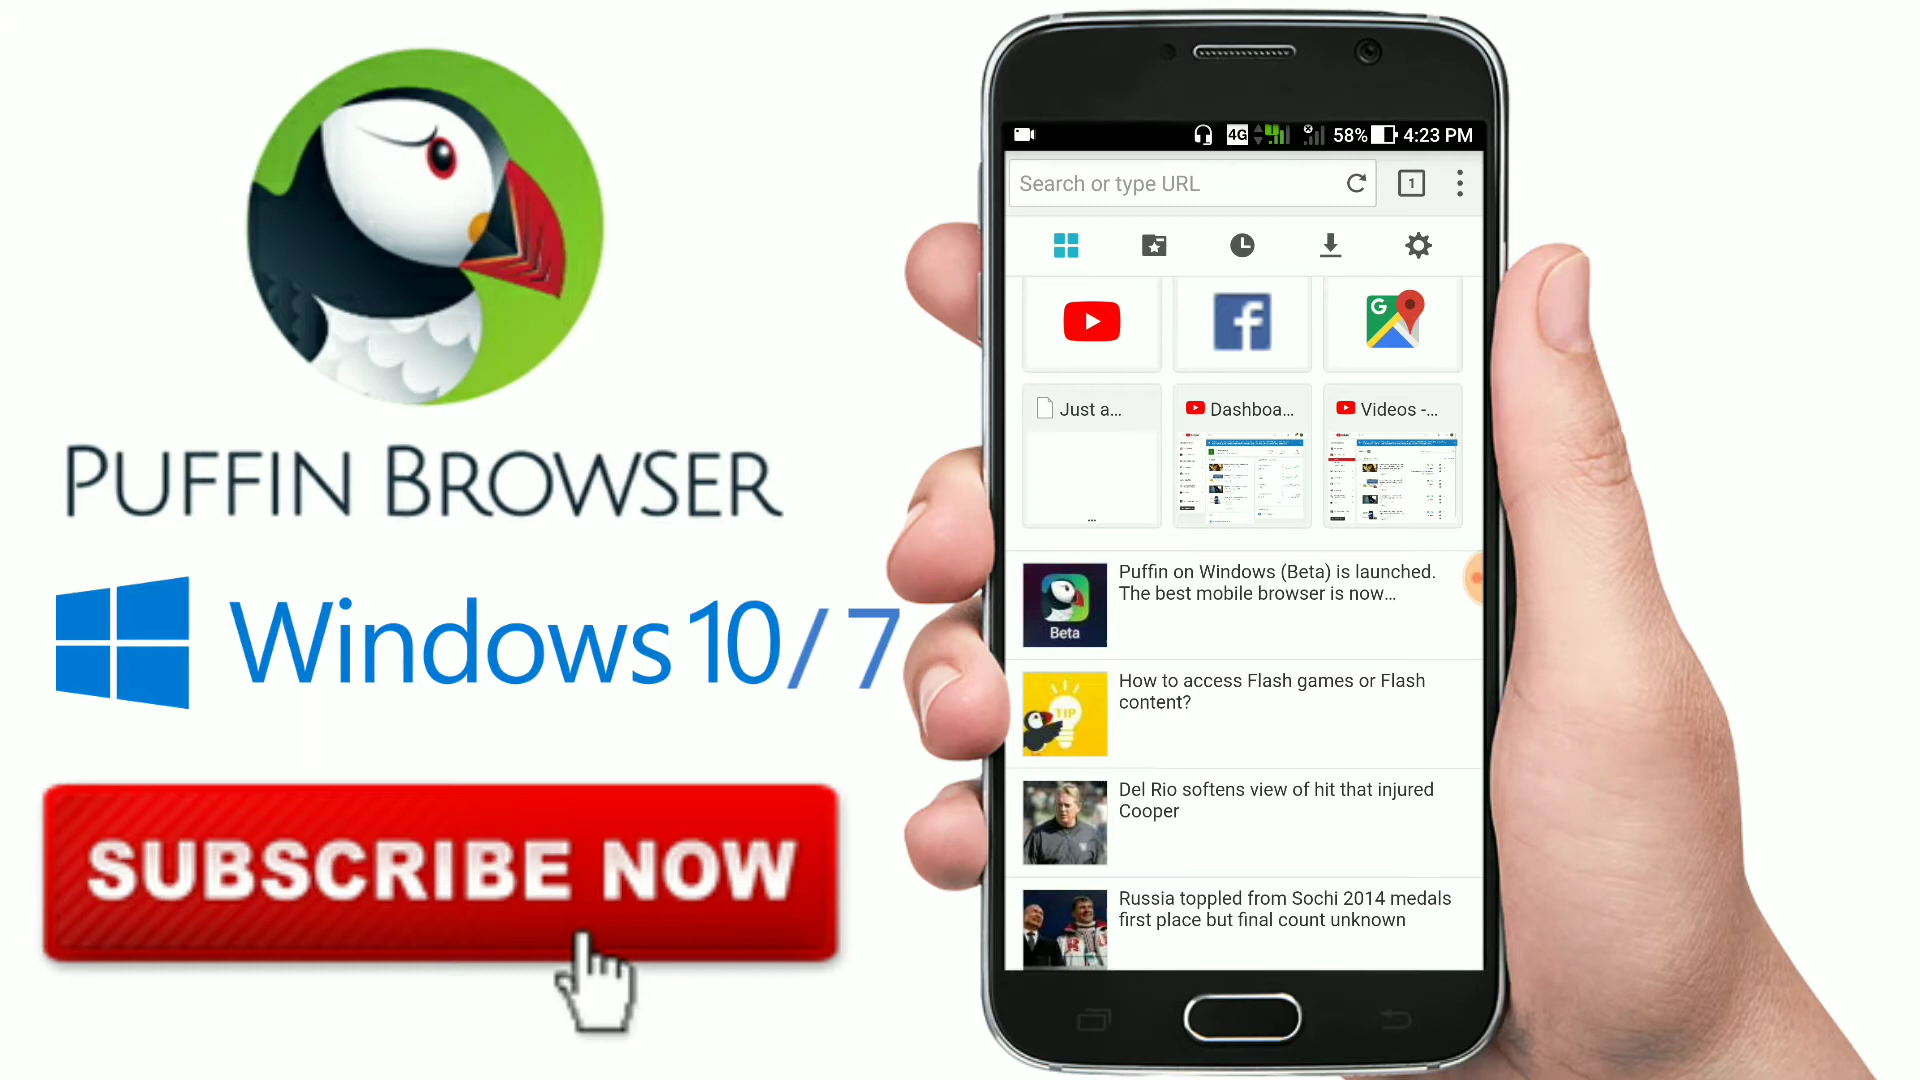 PUFFIN BROWSER
Windows 10/7
SUBSCRIBE NOW
4G 58% 4:23 PM
Search or type URL
1
G
f
Just a...
Dashboa...
Videos -...
...
Puffin on Windows (Beta) is launched.
The best mobile browser is now...
Beta
How to access Flash games or Flash
content?
TIP
Del Rio softens view of hit that injured
Cooper
Russia toppled from Sochi 2014 medals
first place but final count unknown